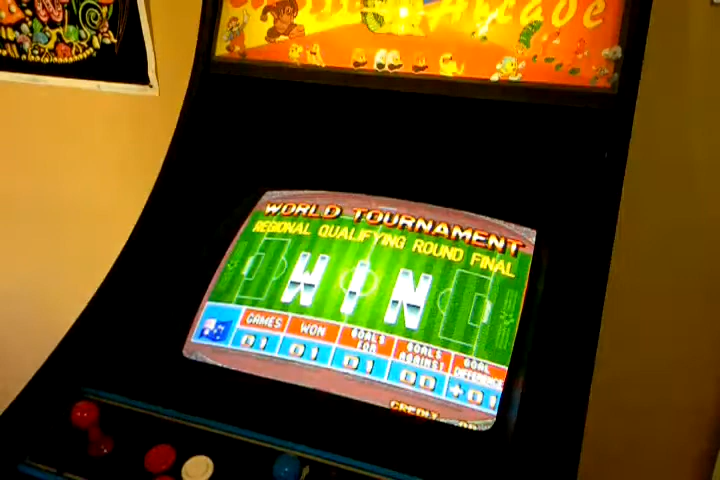 Arcade
WORLD TOURNAMENT
REGIONAL QUALIFYING ROUND FINAL
WIN
GAMES WON GOALS FOR GOALS AGAINST GOAL DIFFERENCE
01 01 01 00 +01
CREDIT